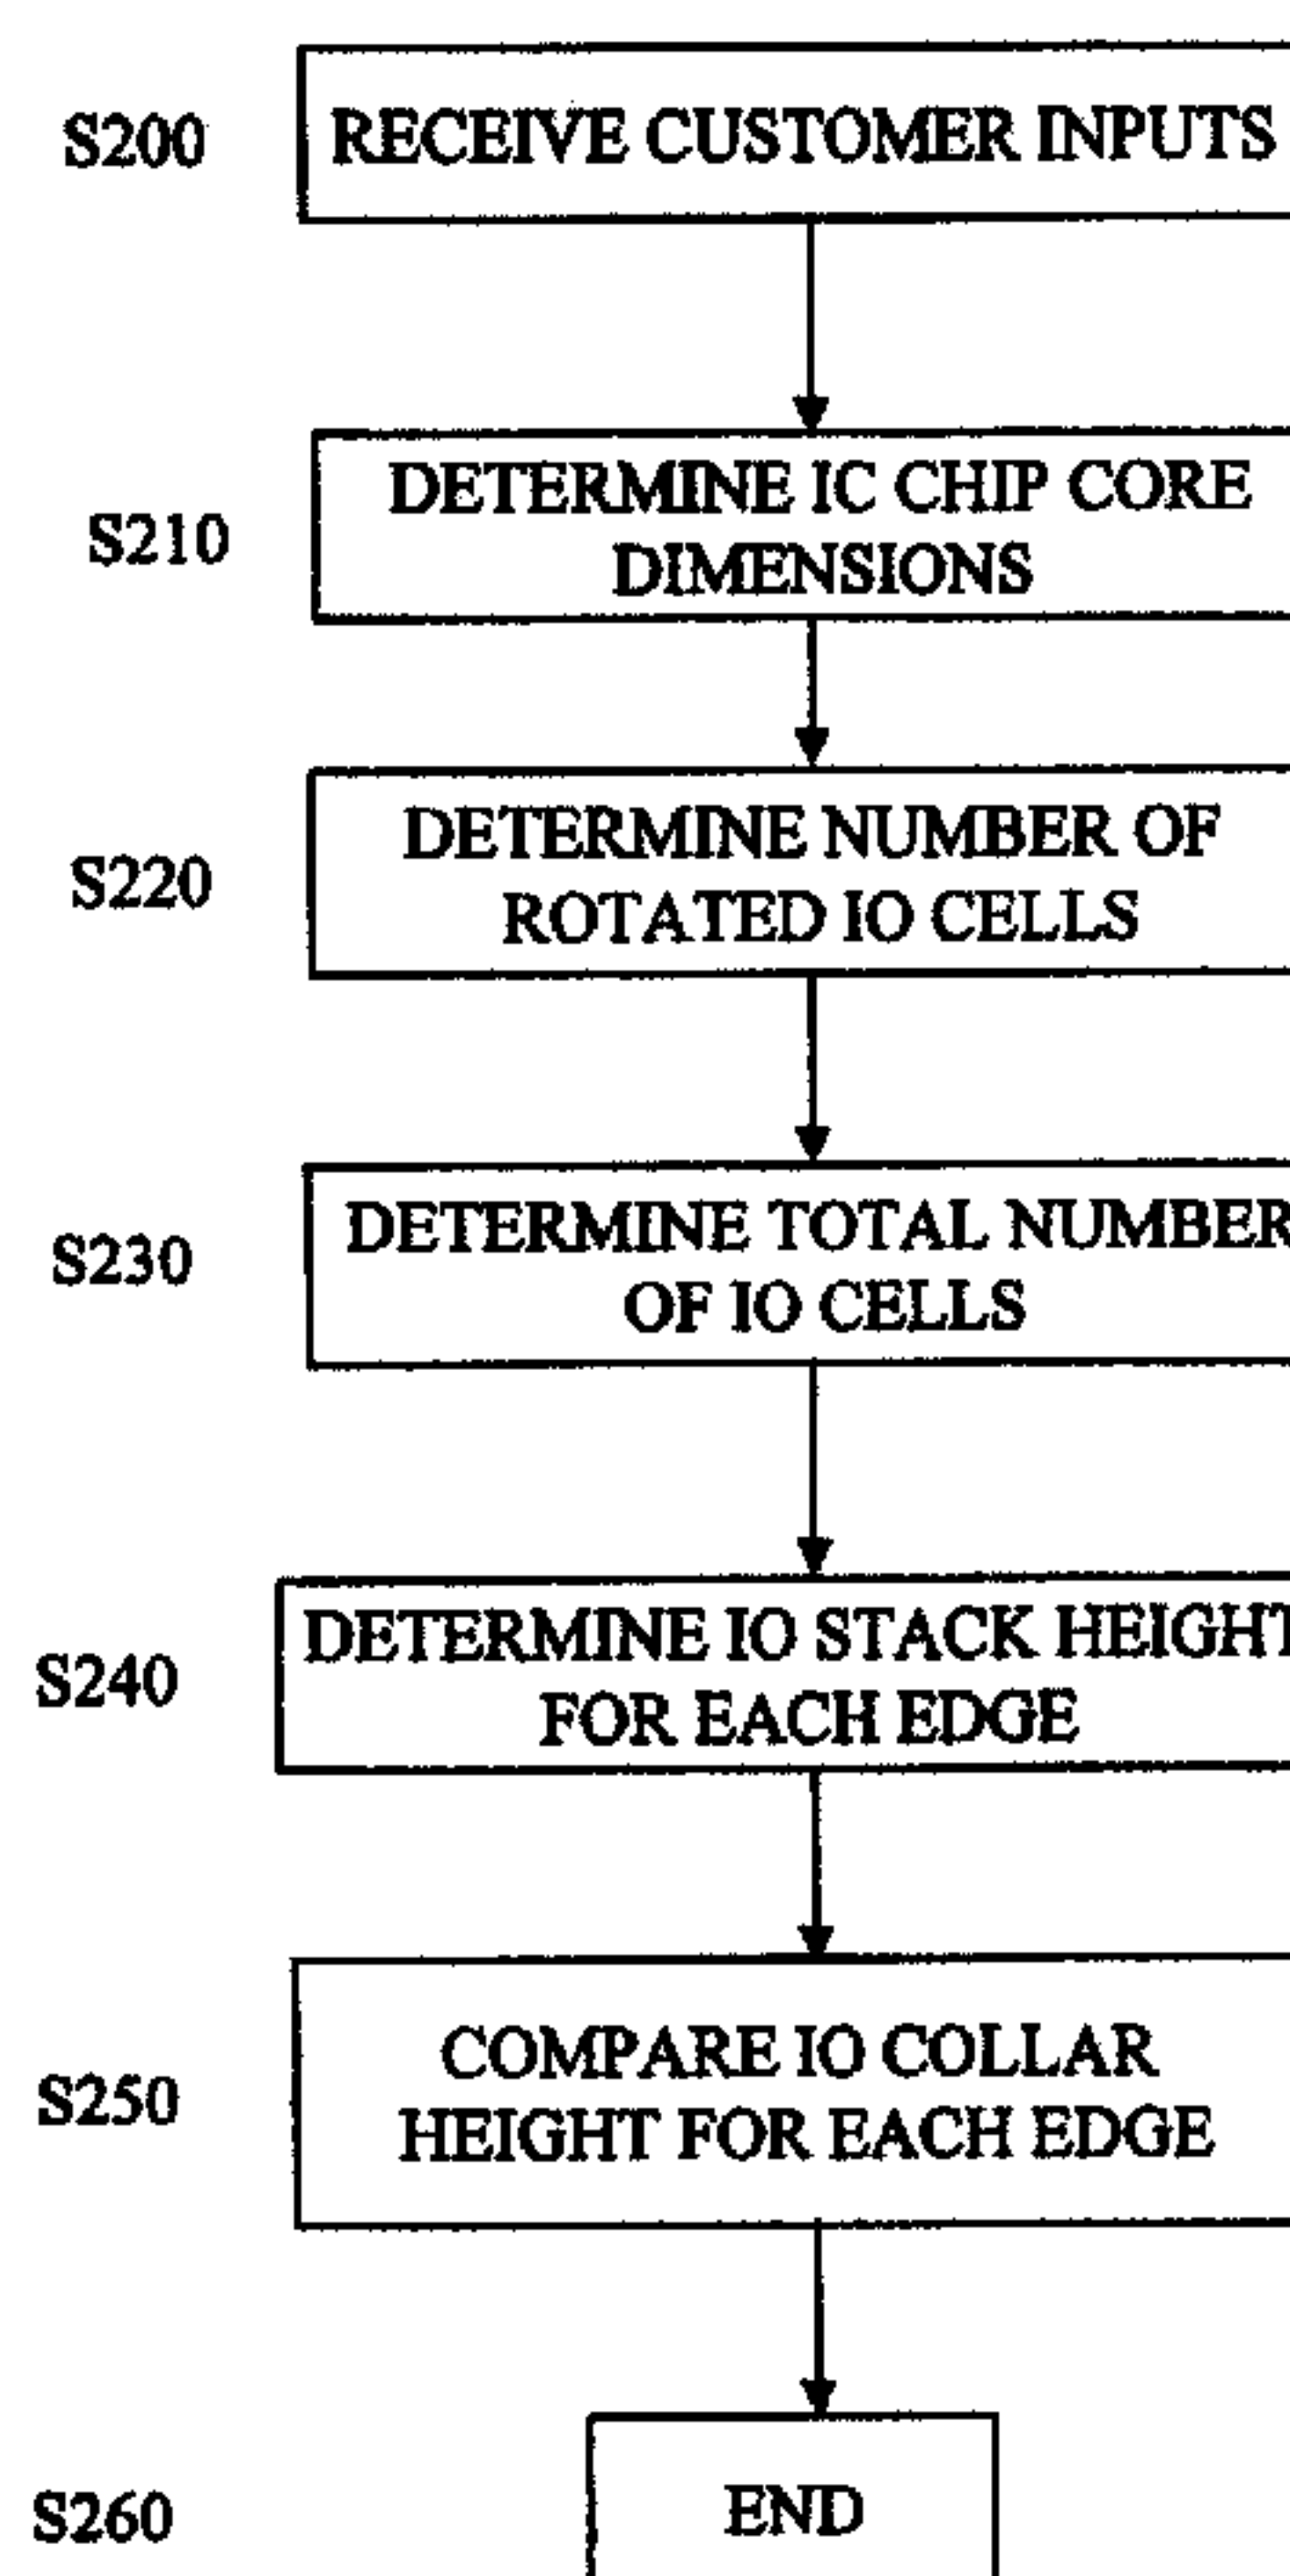 S200
RECEIVE CUSTOMER INPUTS
S210
DETERMINE IC CHIP CORE
DIMENSIONS
S220
DETERMINE NUMBER OF
ROTATED IO CELLS
S230
DETERMINE TOTAL NUMBER
OF IO CELLS
S240
DETERMINE IO STACK HEIGHT
FOR EACH EDGE
S250
COMPARE IO COLLAR
HEIGHT FOR EACH EDGE
S260
END